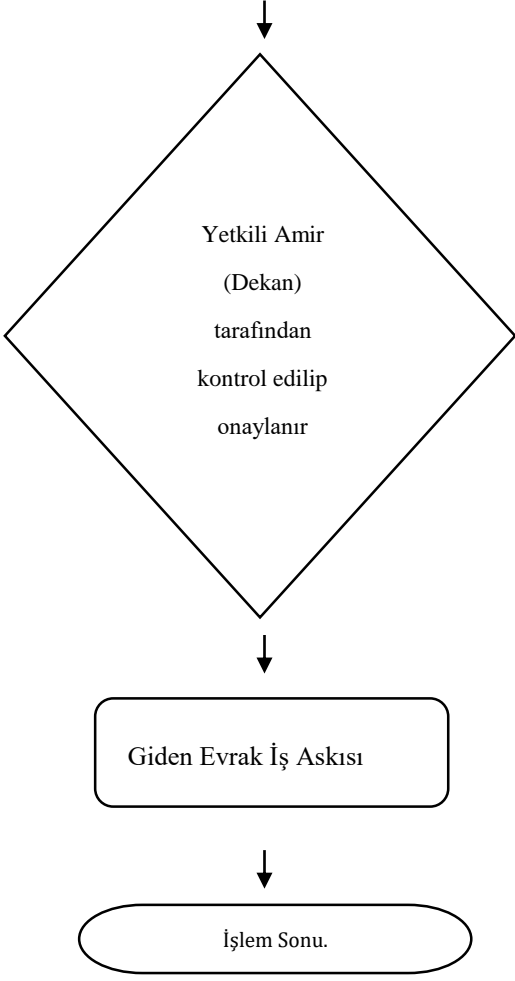 Yetkili Amir
(Dekan)
tarafından
kontrol edilip
onaylanır
Giden Evrak İş Askısı
İşlem Sonu.